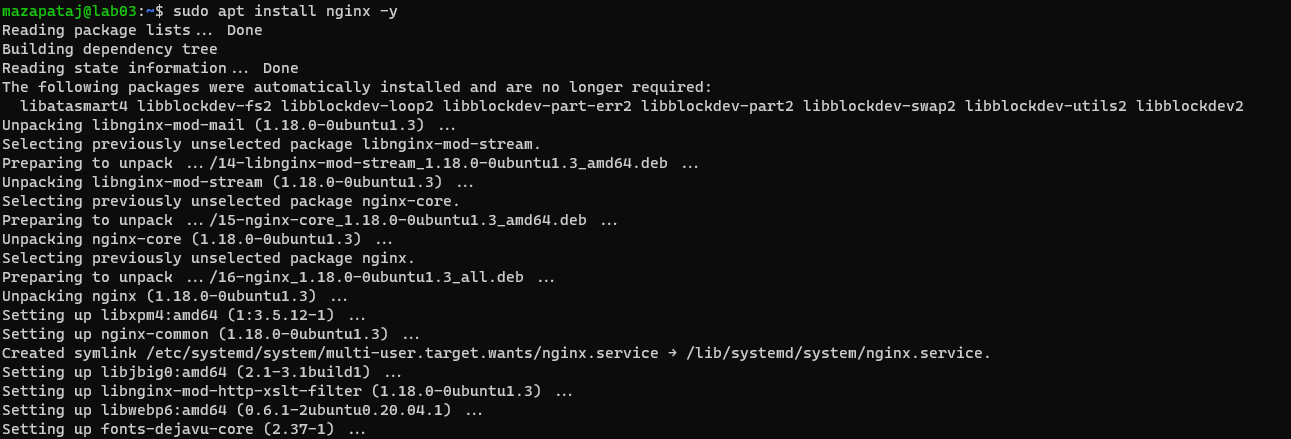 mazapataj@lab03:~$ sudo apt install nginx -y
Reading package lists... Done
Building dependency tree
Reading state information... Done
The following packages were automatically installed and are no longer required:
  libatasmart4 libblockdev-fs2 libblockdev-loop2 libblockdev-part-err2 libblockdev-part2 libblockdev-swap2 libblockdev-utils2 libblockdev2
Unpacking libnginx-mod-mail (1.18.0-0ubuntu1.3) ...
Selecting previously unselected package libnginx-mod-stream.
Preparing to unpack .../14-libnginx-mod-stream_1.18.0-0ubuntu1.3_amd64.deb ...
Unpacking libnginx-mod-stream (1.18.0-0ubuntu1.3) ...
Selecting previously unselected package nginx-core.
Preparing to unpack .../15-nginx-core_1.18.0-0ubuntu1.3_amd64.deb ...
Unpacking nginx-core (1.18.0-0ubuntu1.3) ...
Selecting previously unselected package nginx.
Preparing to unpack .../16-nginx_1.18.0-0ubuntu1.3_all.deb ...
Unpacking nginx (1.18.0-0ubuntu1.3) ...
Setting up libxpm4:amd64 (1:3.5.12-1) ...
Setting up nginx-common (1.18.0-0ubuntu1.3) ...
Created symlink /etc/systemd/system/multi-user.target.wants/nginx.service → /lib/systemd/system/nginx.service.
Setting up libjbig0:amd64 (2.1-3.1build1) ...
Setting up libnginx-mod-http-xslt-filter (1.18.0-0ubuntu1.3) ...
Setting up libwebp6:amd64 (0.6.1-2ubuntu0.20.04.1) ...
Setting up fonts-dejavu-core (2.37-1) ...